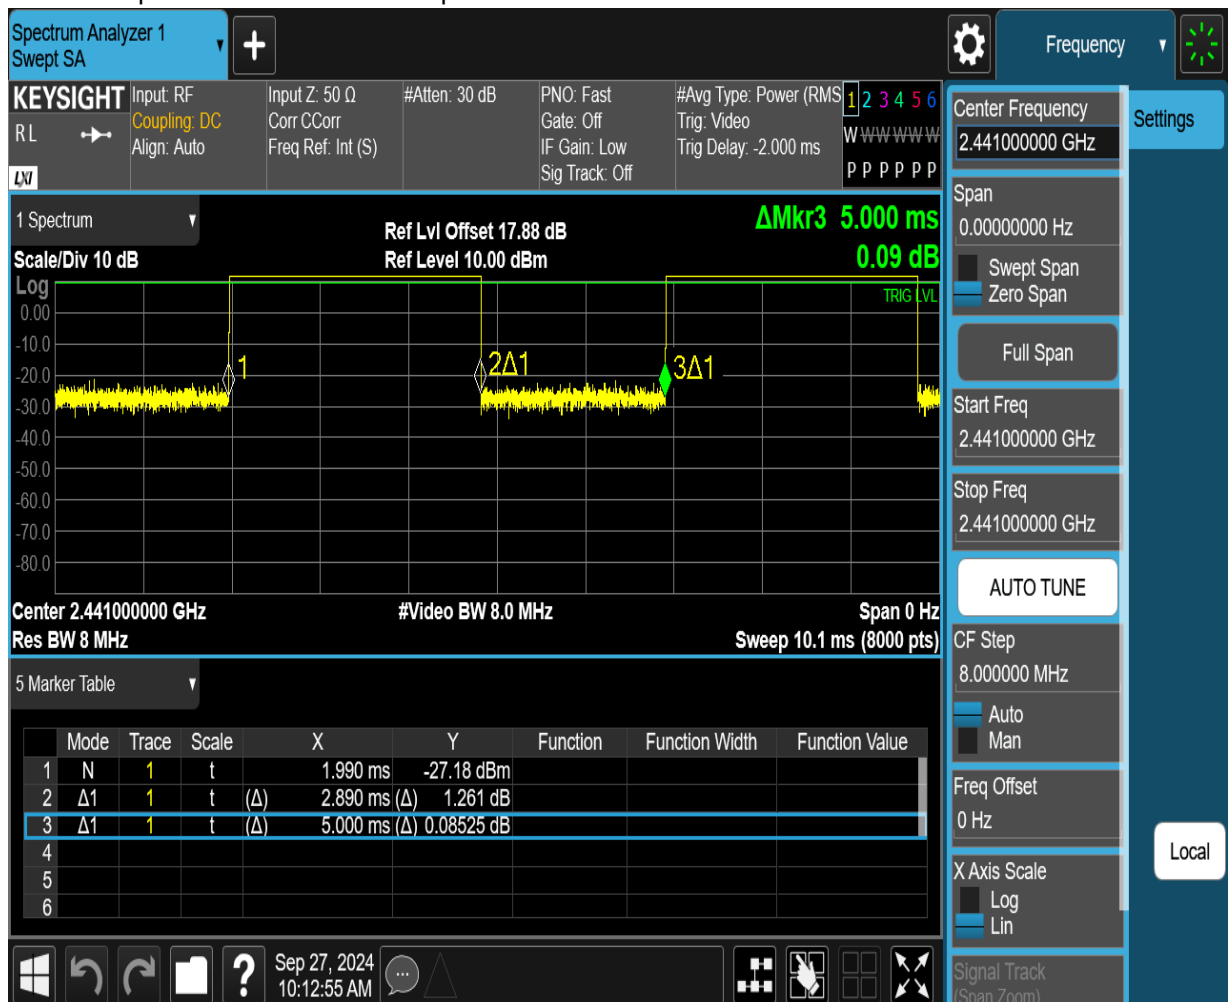 Spectrum Analyzer 1
Swept SA
+
Frequency
KEYSIGHT
RL
LXI
Input: RF
Coupling: DC
Align: Auto
Input Z: 50 Ω
Corr CCorr
Freq Ref: Int (S)
#Atten: 30 dB
PNO: Fast
Gate: Off
IF Gain: Low
Sig Track: Off
#Avg Type: Power (RMS
Trig: Video
Trig Delay: -2.000 ms
1 2 3 4 5 6
W W W W W W
P P P P P P
1 Spectrum
Scale/Div 10 dB
Ref Lvl Offset 17.88 dB
Ref Level 10.00 dBm
ΔMkr3 5.000 ms
0.09 dB
Log
TRIG LVL
0.00
-10.0
-20.0
-30.0
-40.0
-50.0
-60.0
-70.0
-80.0
1
2Δ1
3Δ1
Center 2.441000000 GHz
#Video BW 8.0 MHz
Span 0 Hz
Res BW 8 MHz
Sweep 10.1 ms (8000 pts)
5 Marker Table
Mode Trace Scale X Y Function Function Width Function Value
1 N 1 t 1.990 ms -27.18 dBm
2 Δ1 1 t (Δ) 2.890 ms (Δ) 1.261 dB
3 Δ1 1 t (Δ) 5.000 ms (Δ) 0.08525 dB
4
5
6
?
Sep 27, 2024
10:12:55 AM
Center Frequency
2.441000000 GHz
Span
0.00000000 Hz
Swept Span
Zero Span
Full Span
Start Freq
2.441000000 GHz
Stop Freq
2.441000000 GHz
AUTO TUNE
CF Step
8.000000 MHz
Auto
Man
Freq Offset
0 Hz
X Axis Scale
Log
Lin
Signal Track
(Span Zoom)
Settings
Local